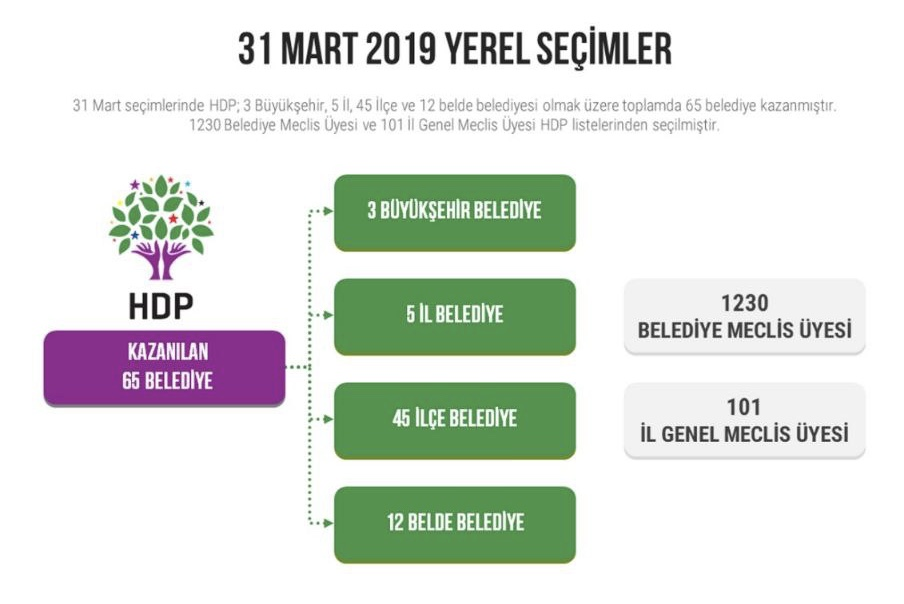 31 MART 2019 YEREL SEÇİMLER
31 Mart seçimlerinde HDP; 3 Büyükşehir, 5 İl, 45 İlçe ve 12 belde belediyesi olmak üzere toplamda 65 belediye kazanmıştır.
1230 Belediye Meclis Üyesi ve 101 İl Genel Meclis Üyesi HDP listelerinden seçilmiştir.
HDP
KAZANILAN
65 BELEDİYE
3 BÜYÜKŞEHİR BELEDİYE
5 İL BELEDİYE
45 İLÇE BELEDİYE
12 BELDE BELEDİYE
1230
BELEDİYE MECLİS ÜYESİ
101
İL GENEL MECLİS ÜYESİ